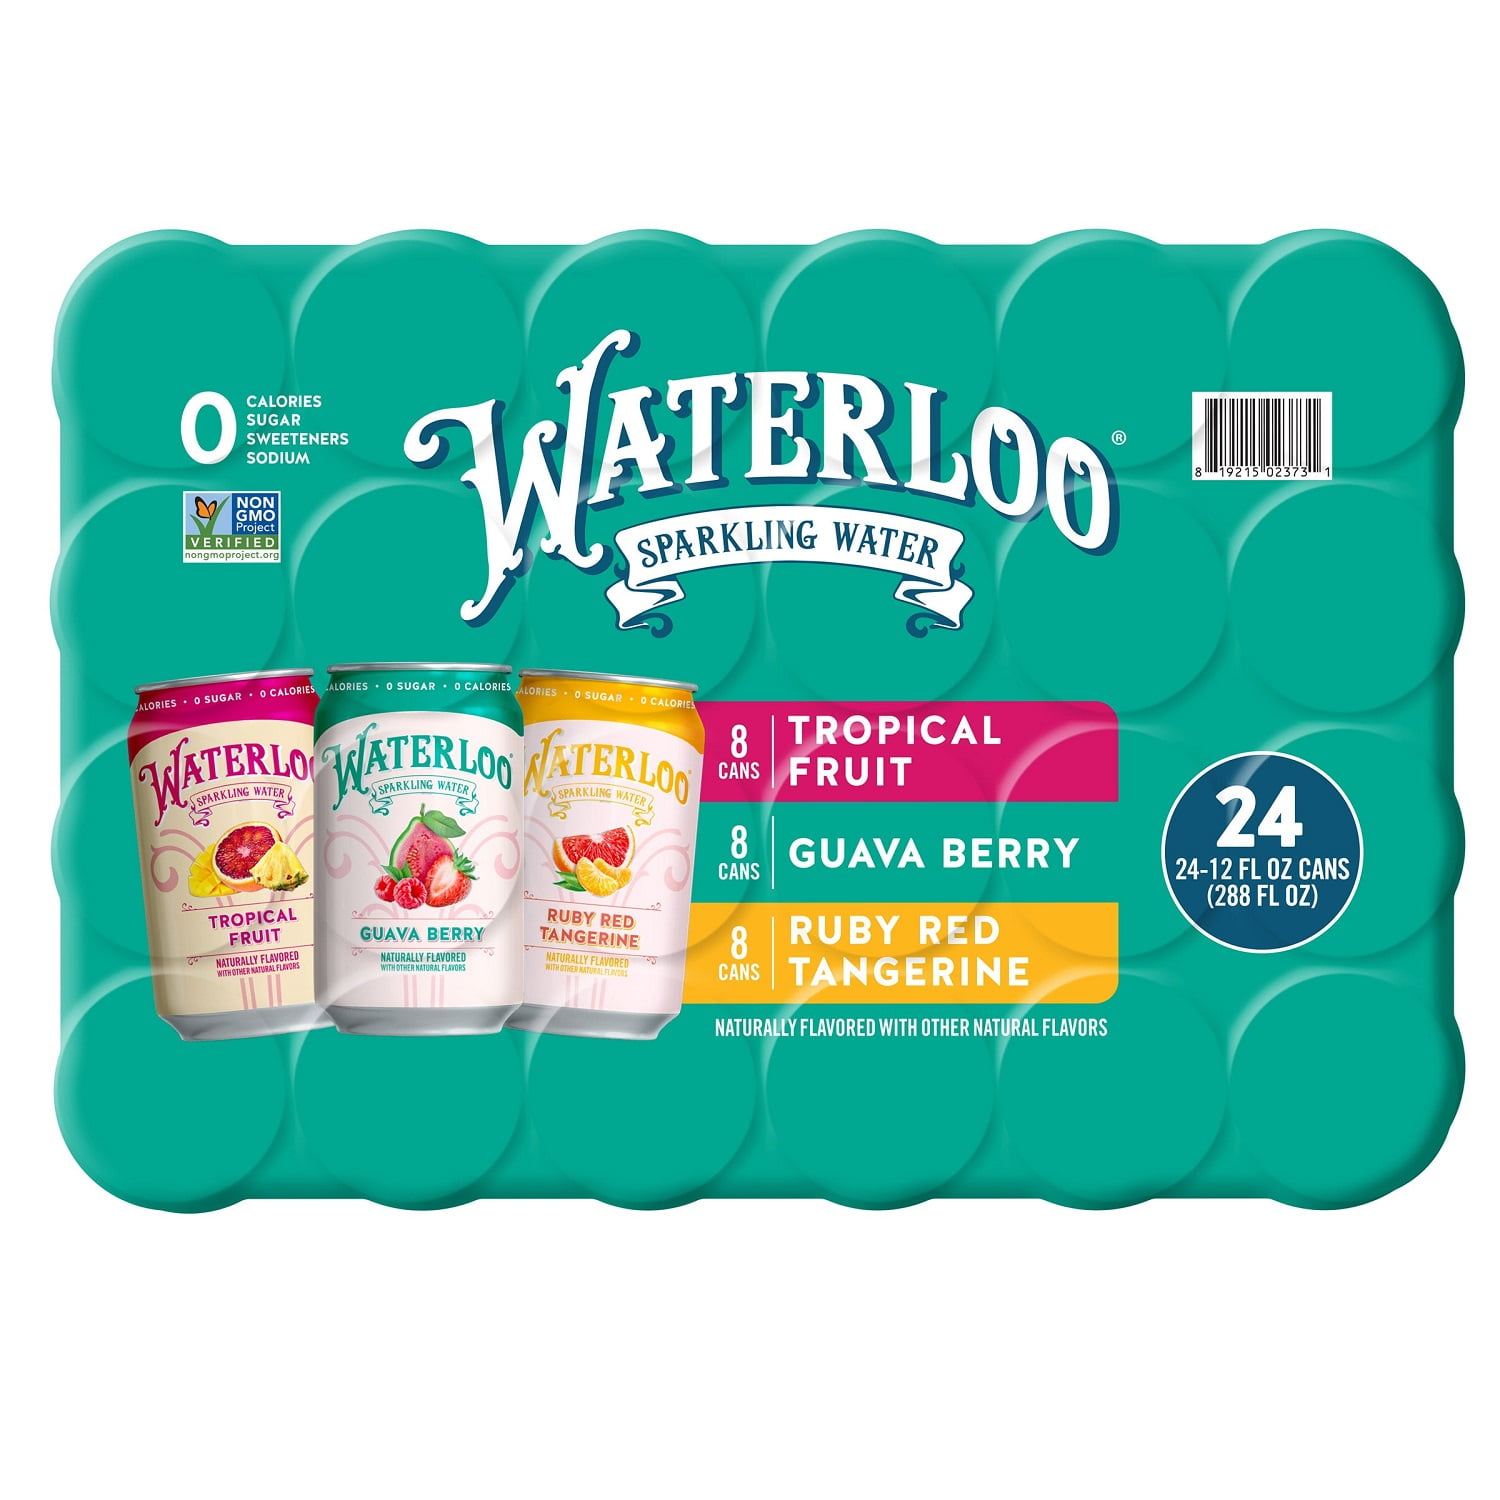 0
CALORIES
SUGAR
SWEETENERS
SODIUM
NON
GMO
Project
VERIFIED
nongmoproject.org
WATERLOO®
SPARKLING WATER
8 19215 02373 1
ALORIES • 0 SUGAR • 0 CALORIES
WATERLOO
SPARKLING WATER
TROPICAL
FRUIT
NATURALLY FLAVORED
WITH OTHER NATURAL FLAVORS
ALORIES • 0 SUGAR • 0 CALORIES
WATERLOO
SPARKLING WATER
GUAVA BERRY
NATURALLY FLAVORED
WITH OTHER NATURAL FLAVORS
ALORIES • 0 SUGAR • 0 CALORIES
WATERLOO
SPARKLING WATER
RUBY RED
TANGERINE
NATURALLY FLAVORED
WITH OTHER NATURAL FLAVORS
8
CANS
TROPICAL
FRUIT
8
CANS
GUAVA BERRY
8
CANS
RUBY RED
TANGERINE
NATURALLY FLAVORED WITH OTHER NATURAL FLAVORS
24
24-12 FL OZ CANS
(288 FL OZ)